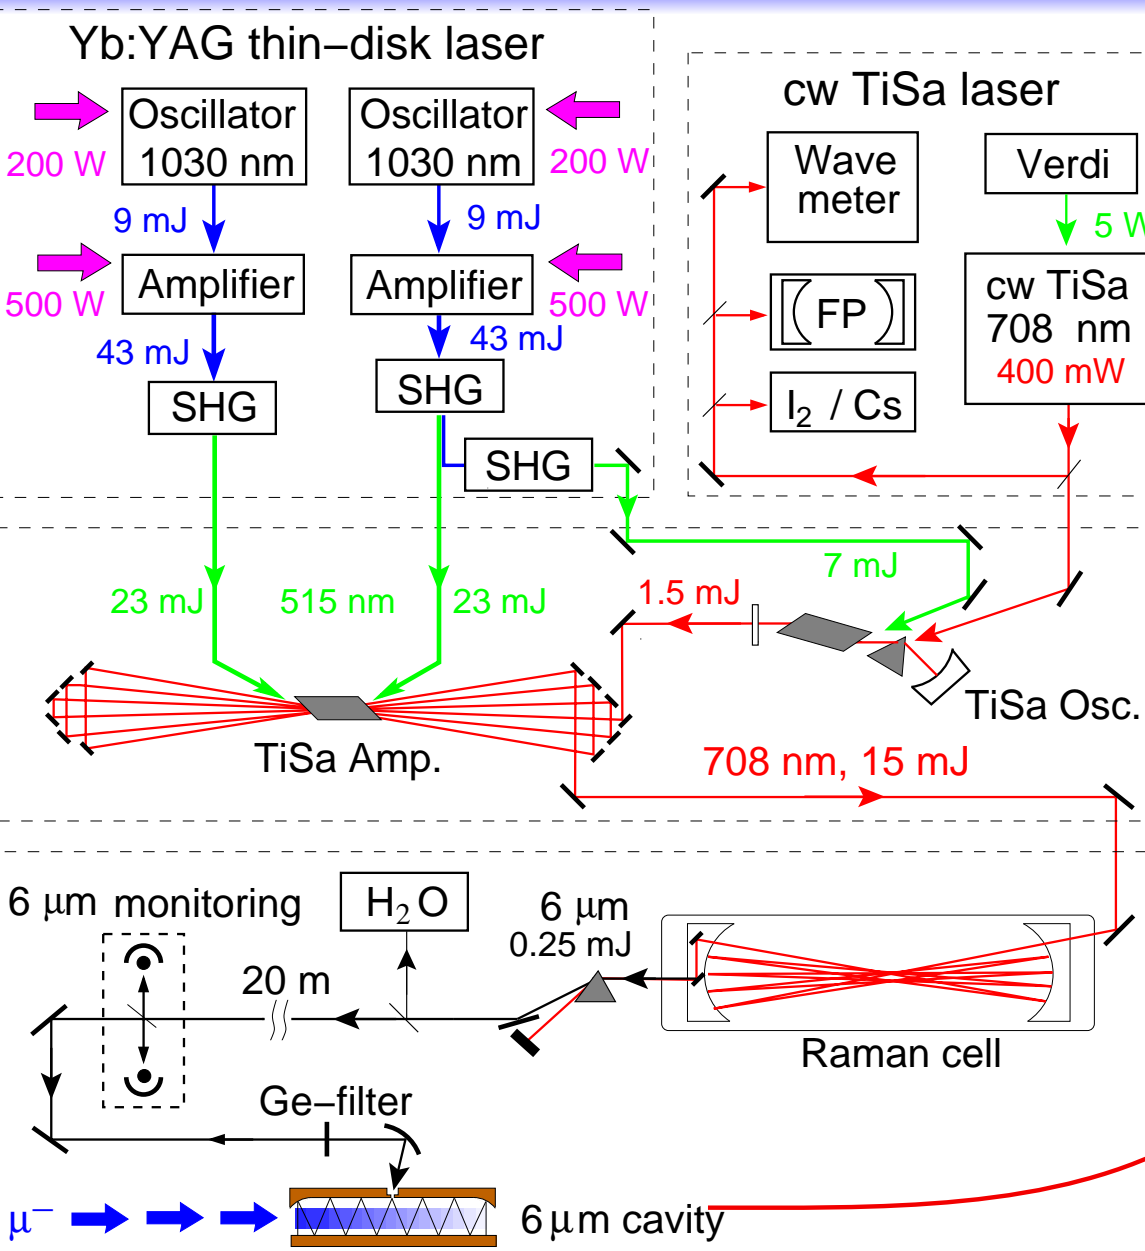 Yb:YAG thin–disk laser
Oscillator
1030 nm
200 W
Oscillator
1030 nm
200 W
9 mJ
9 mJ
Amplifier
500 W
Amplifier
500 W
43 mJ
43 mJ
SHG
SHG
SHG
cw TiSa laser
Wave
meter
Verdi
5 W
FP
cw TiSa
708 nm
400 mW
I2 / Cs
23 mJ
515 nm
23 mJ
7 mJ
1.5 mJ
TiSa Osc.
TiSa Amp.
708 nm, 15 mJ
6 μm monitoring
H2O
6 μm
0.25 mJ
20 m
Raman cell
Ge–filter
μ−
6 μm cavity